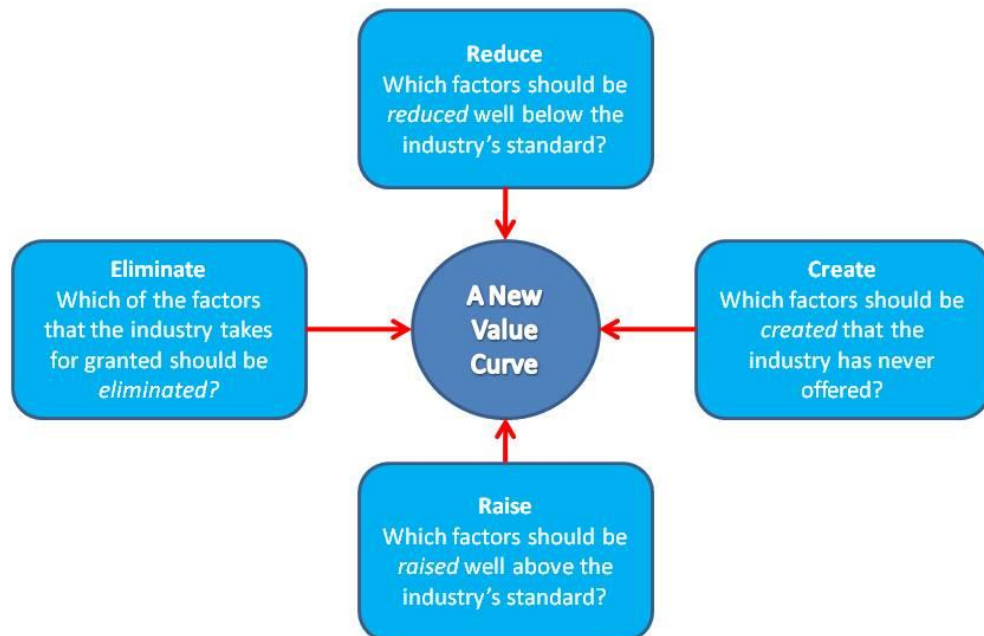 Reduce
Which factors should be
reduced well below the
industry's standard?
Eliminate
Which of the factors
that the industry takes
for granted should be
eliminated?
A New
Value
Curve
Create
Which factors should be
created that the
industry has never
offered?
Raise
Which factors should be
raised well above the
industry's standard?